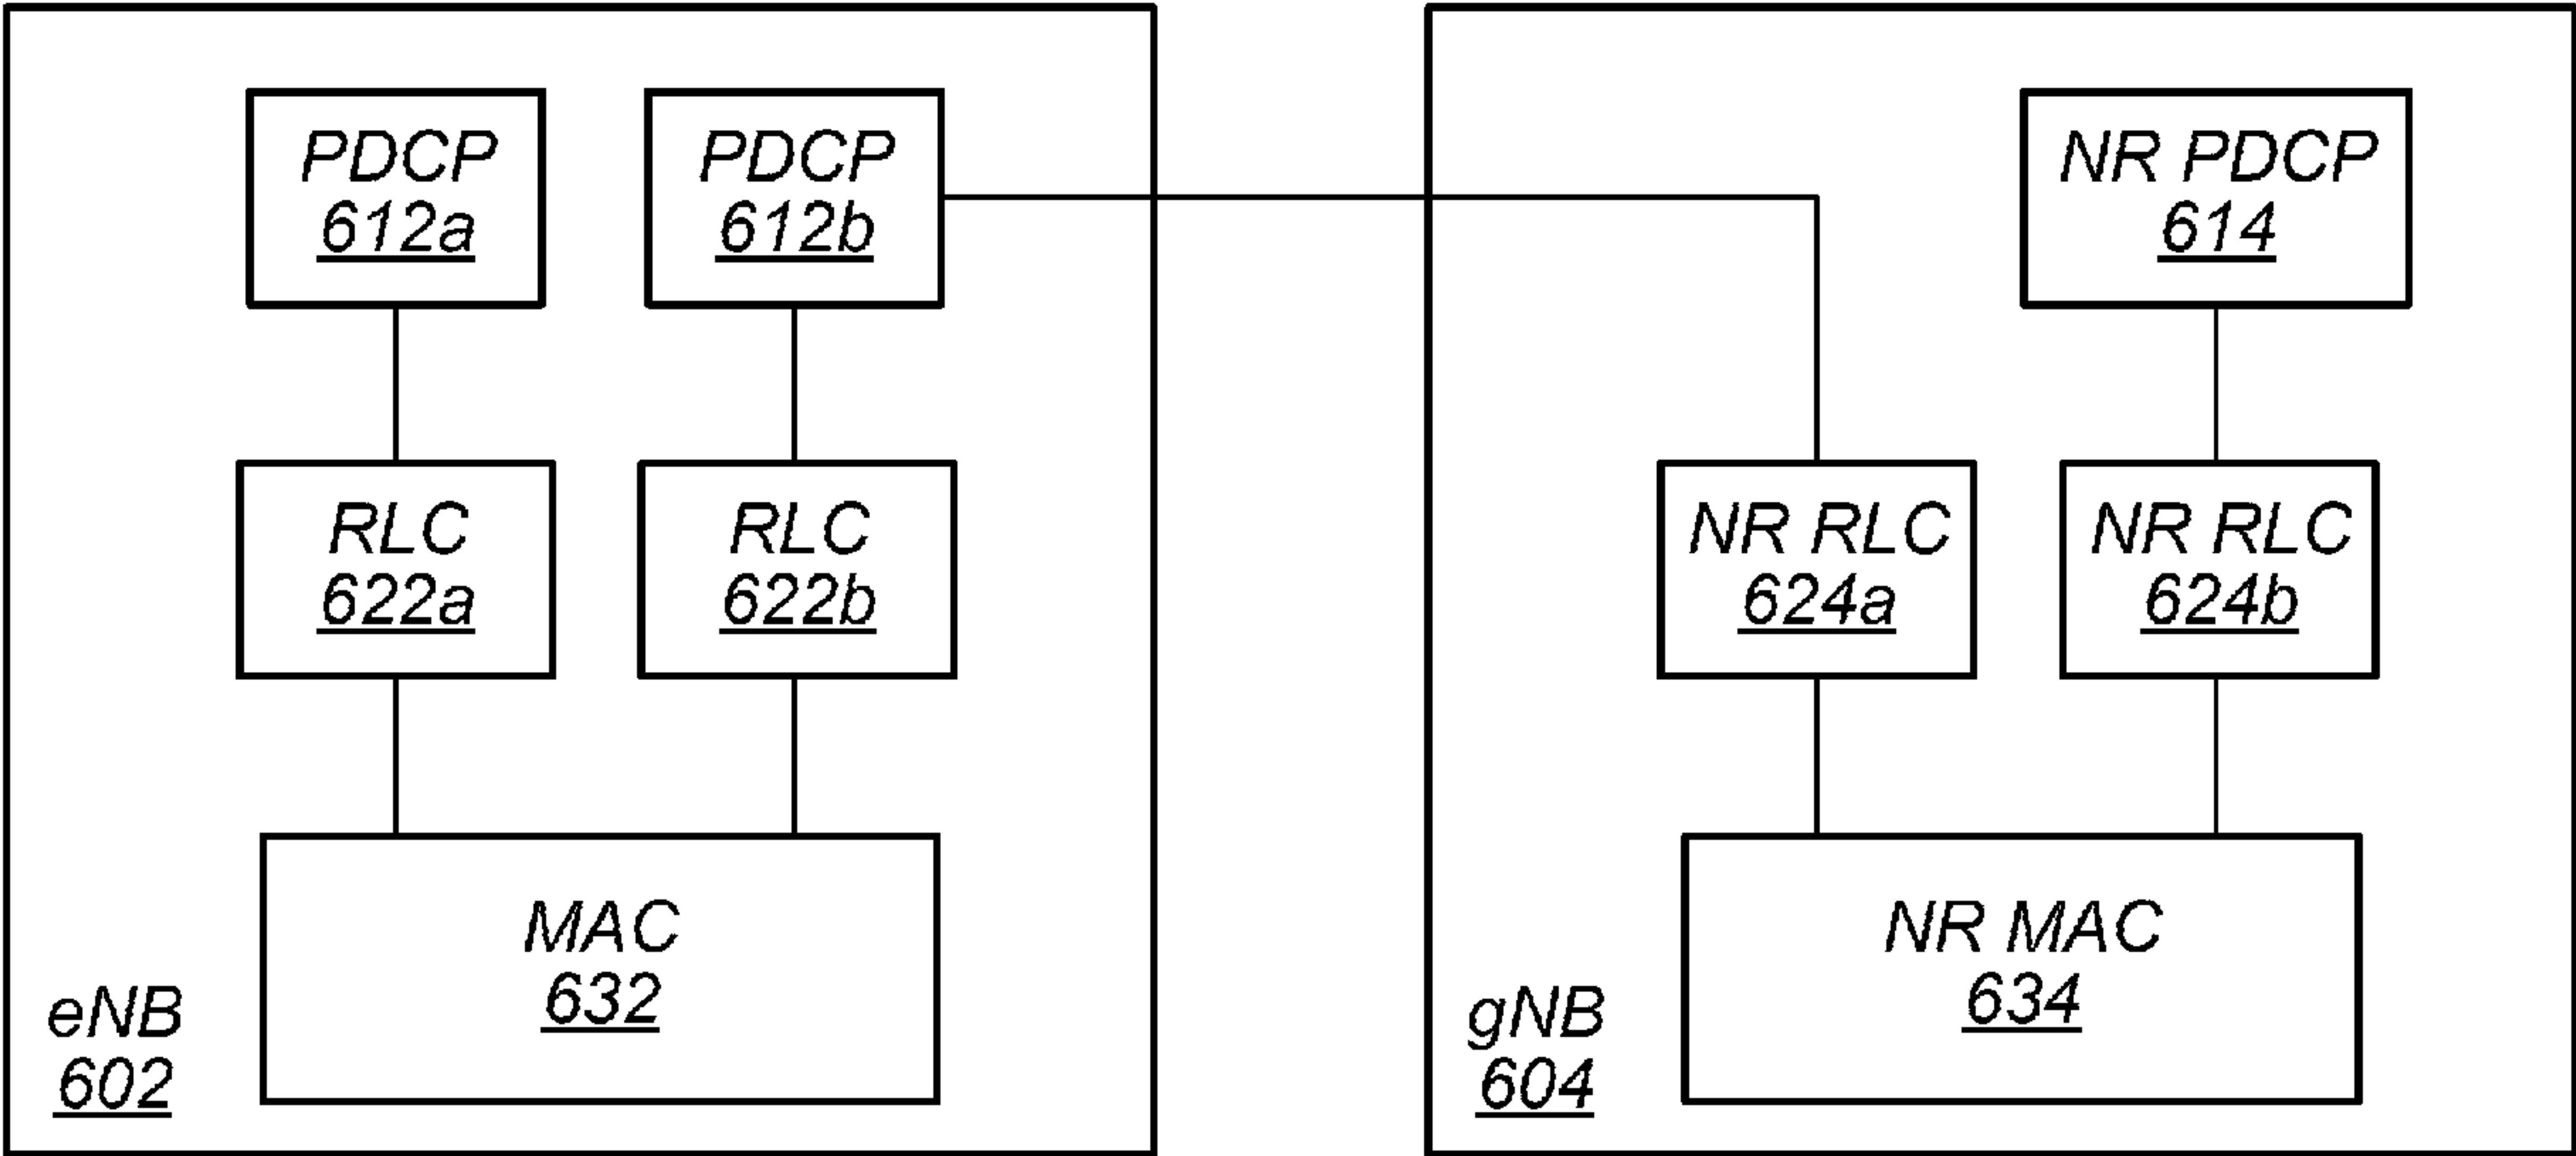 PDCP
612a
PDCP
612b
NR PDCP
614
RLC
622a
RLC
622b
NR RLC
624a
NR RLC
624b
MAC
632
NR MAC
634
eNB
602
gNB
604